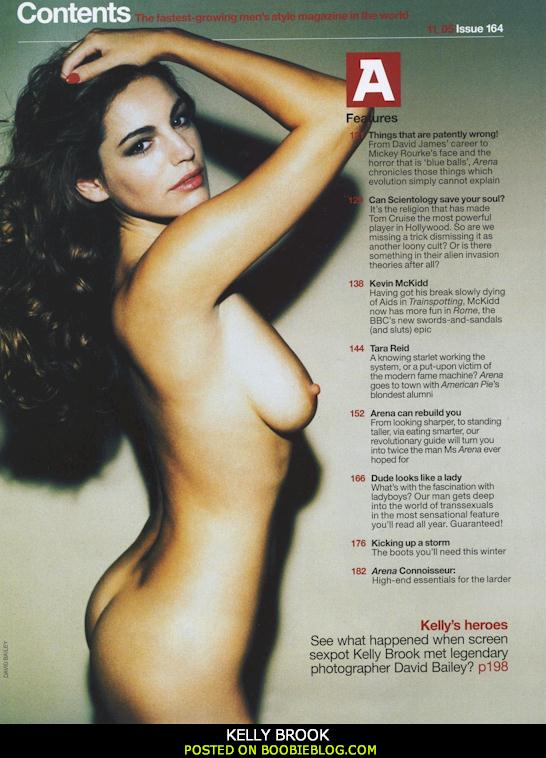 Contents The fastest-growing men's style magazine in the world
11_05 Issue 164
A
Features
Things that are patently wrong!
From David James' career to
Mickey Rourke's face and the
horror that is 'blue balls', Arena
chronicles those things which
evolution simply cannot explain
Can Scientology save your soul?
It's the religion that has made
Tom Cruise the most powerful
player in Hollywood. So are we
missing a trick dismissing it as
another loony cult? Or is there
something in their alien invasion
theories after all?
138 Kevin McKidd
Having got his break slowly dying
of Aids in Trainspotting, McKidd
now has more fun in Rome, the
BBC's new swords-and-sandals
(and sluts) epic
144 Tara Reid
A knowing starlet working the
system, or a put-upon victim of
the modern fame machine? Arena
goes to town with American Pie's
blondest alumni
152 Arena can rebuild you
From looking sharper, to standing
taller, via eating smarter, our
revolutionary guide will turn you
into twice the man Ms Arena ever
hoped for
166 Dude looks like a lady
What's with the fascination with
ladyboys? Our man gets deep
into the world of transsexuals
in the most sensational feature
you'll read all year. Guaranteed!
176 Kicking up a storm
The boots you'll need this winter
182 Arena Connoisseur:
High-end essentials for the larder
Kelly's heroes
See what happened when screen
sexpot Kelly Brook met legendary
photographer David Bailey? p198
DAVID BAILEY
KELLY BROOK
POSTED ON BOOBIEBLOG.COM